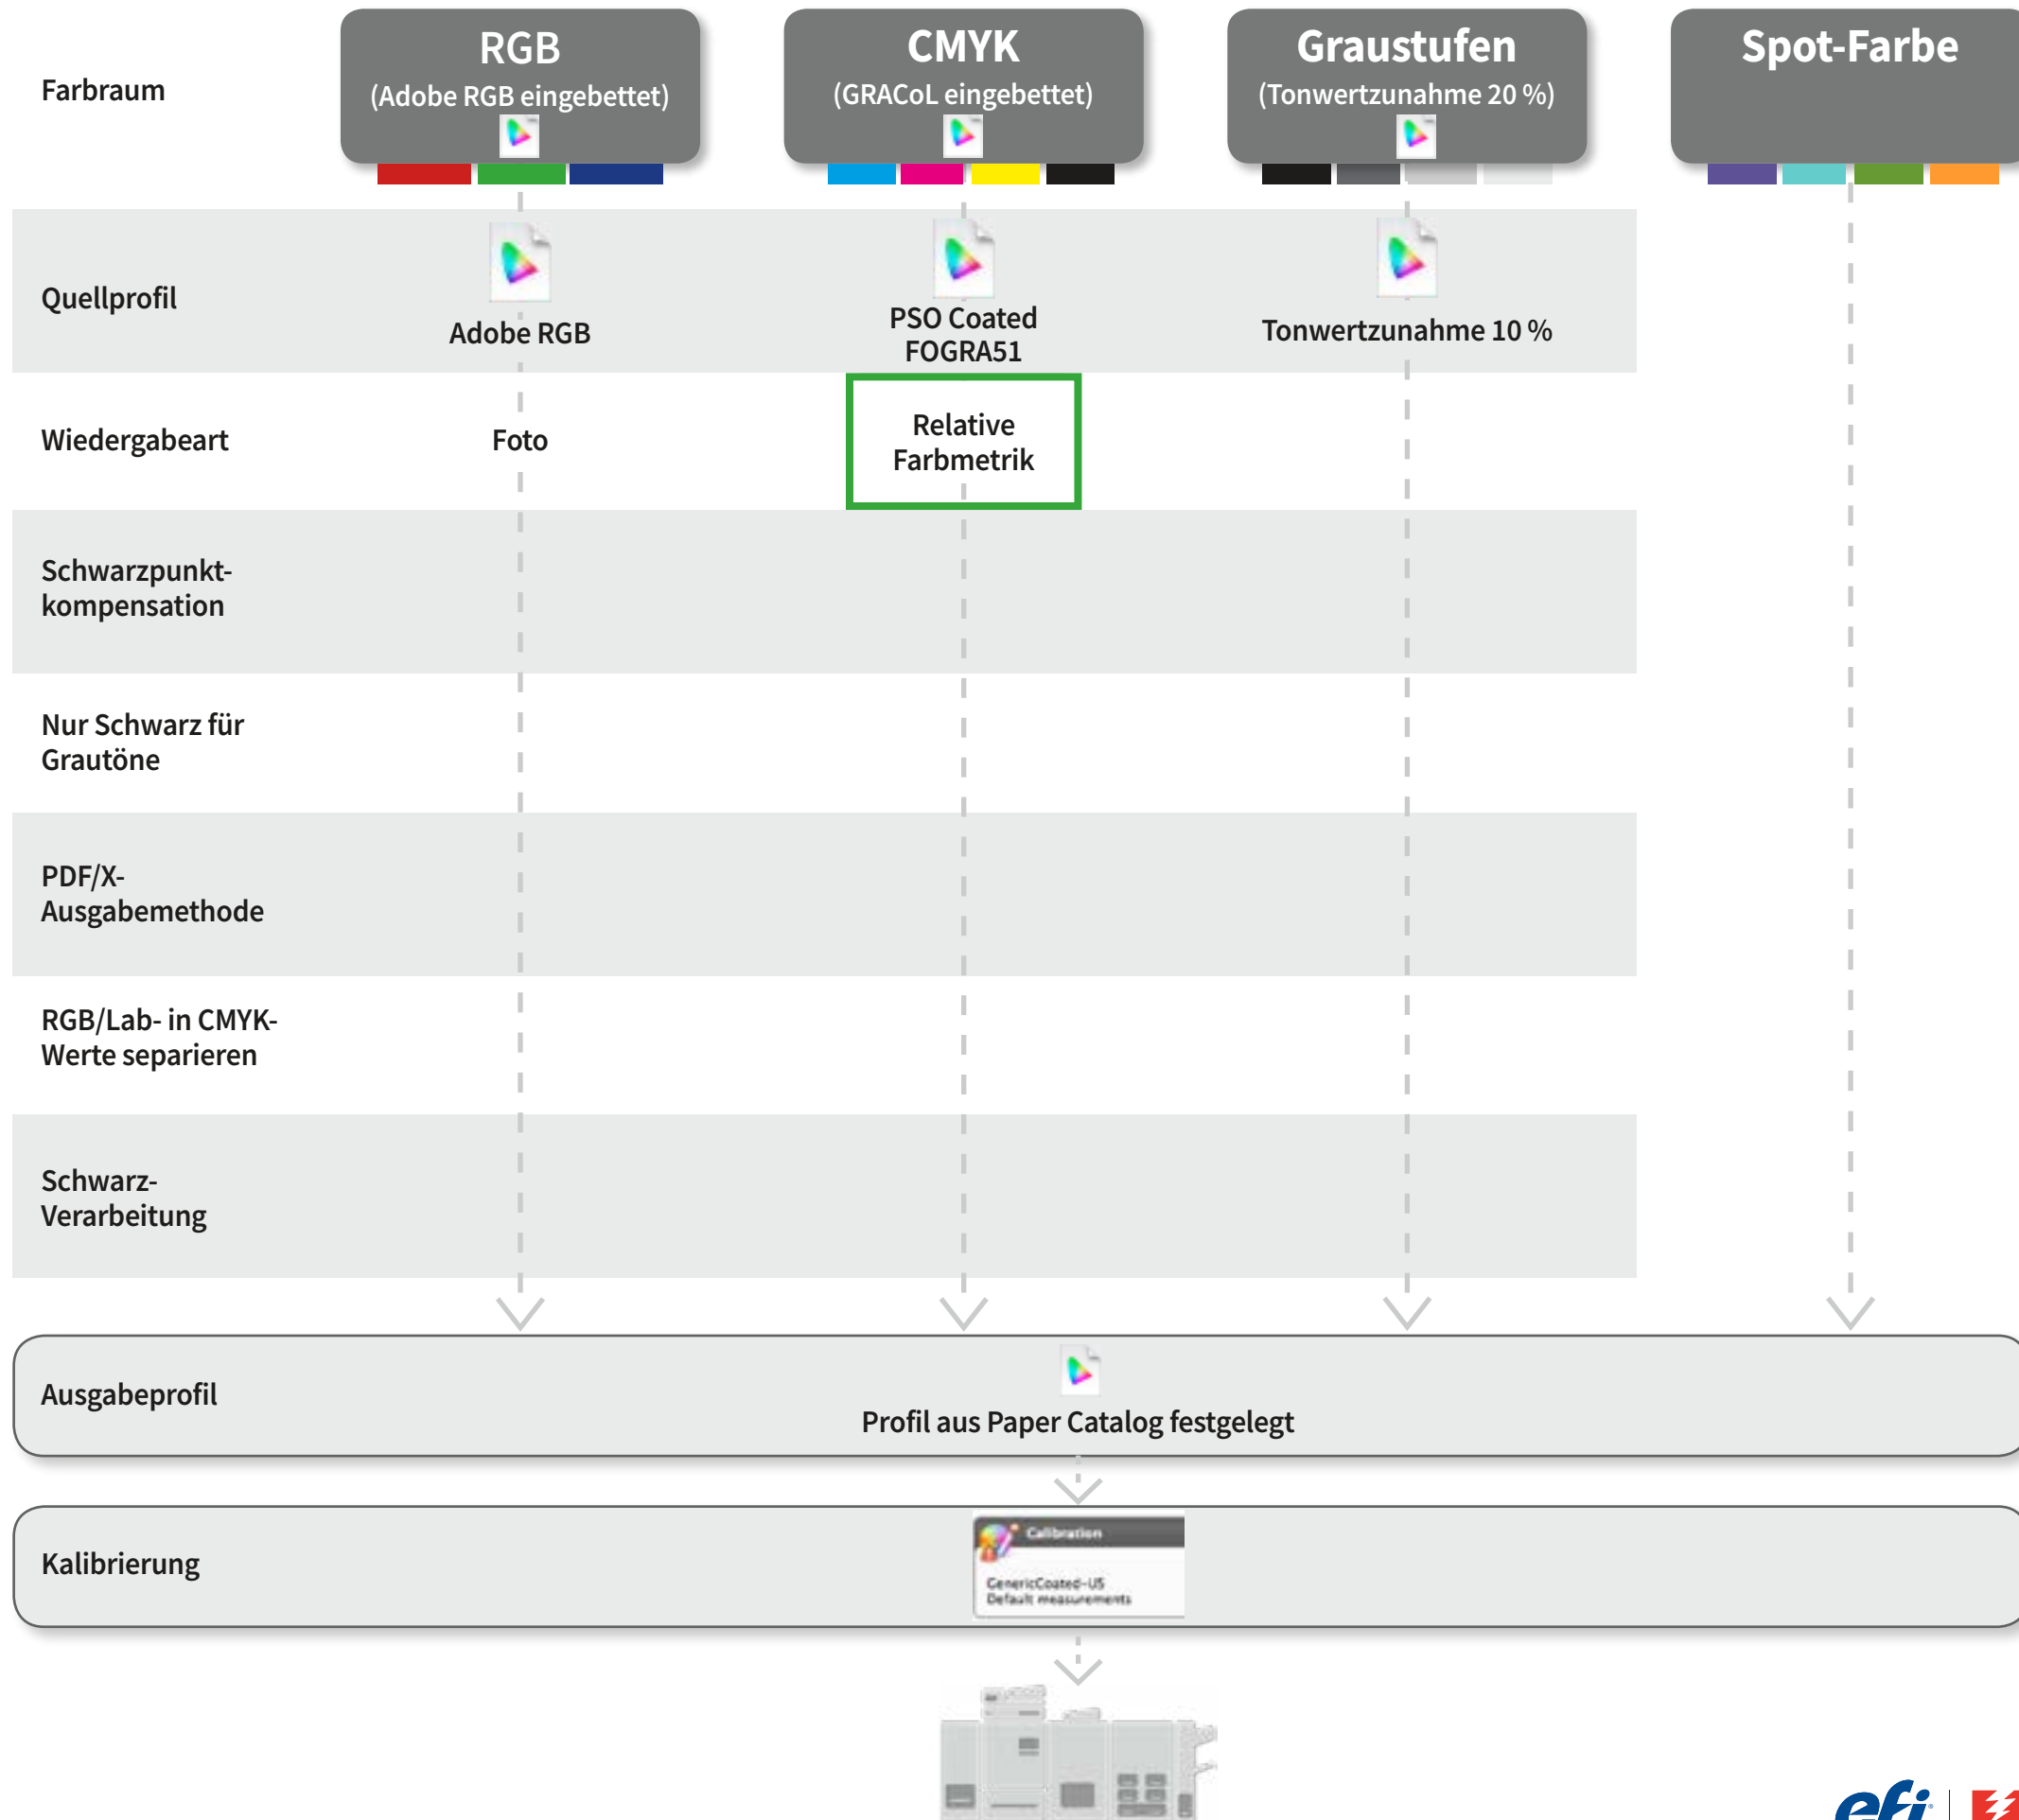 Farbraum
RGB
(Adobe RGB eingebettet)
CMYK
(GRACoL eingebettet)
Graustufen
(Tonwertzunahme 20 %)
Spot-Farbe
Quellprofil
Adobe RGB
PSO Coated
FOGRA51
Tonwertzunahme 10 %
Wiedergabeart
Foto
Relative
Farbmetrik
Schwarzpunkt-
kompensation
Nur Schwarz für
Grautöne
PDF/X-
Ausgabemethode
RGB/Lab- in CMYK-
Werte separieren
Schwarz-
Verarbeitung
Ausgabeprofil
Profil aus Paper Catalog festgelegt
Kalibrierung
Calibration
GenericCoated-US
Default measurements
efi